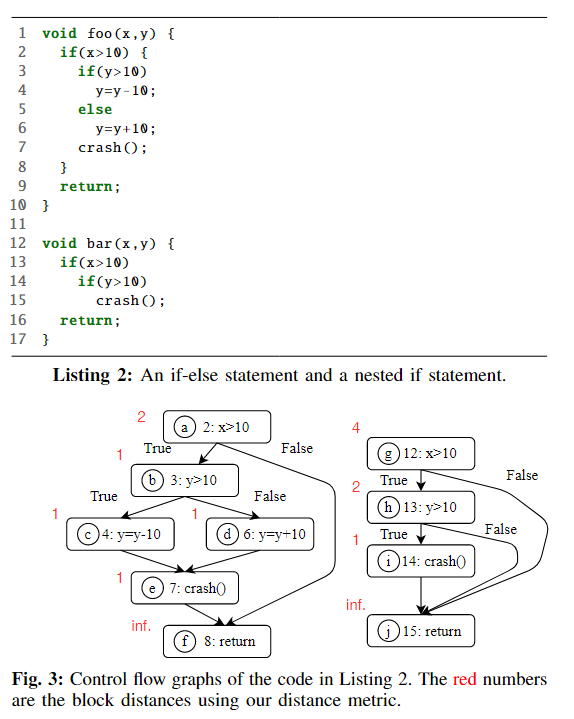 1 void foo(x,y) {
2 if(x>10) {
3 if(y>10)
4 y=y-10;
5 else
6 y=y+10;
7 crash();
8 }
9 return;
10 }
11
12 void bar(x,y) {
13 if(x>10)
14 if(y>10)
15 crash();
16 return;
17 }
Listing 2: An if-else statement and a nested if statement.
2
a 2: x>10
True
False
1
b 3: y>10
True
False
1
c 4: y=y-10
1
d 6: y=y+10
1
e 7: crash()
inf.
f 8: return
4
g 12: x>10
True
False
2
h 13: y>10
True
False
1
i 14: crash()
inf.
j 15: return
Fig. 3: Control flow graphs of the code in Listing 2. The red numbers
are the block distances using our distance metric.